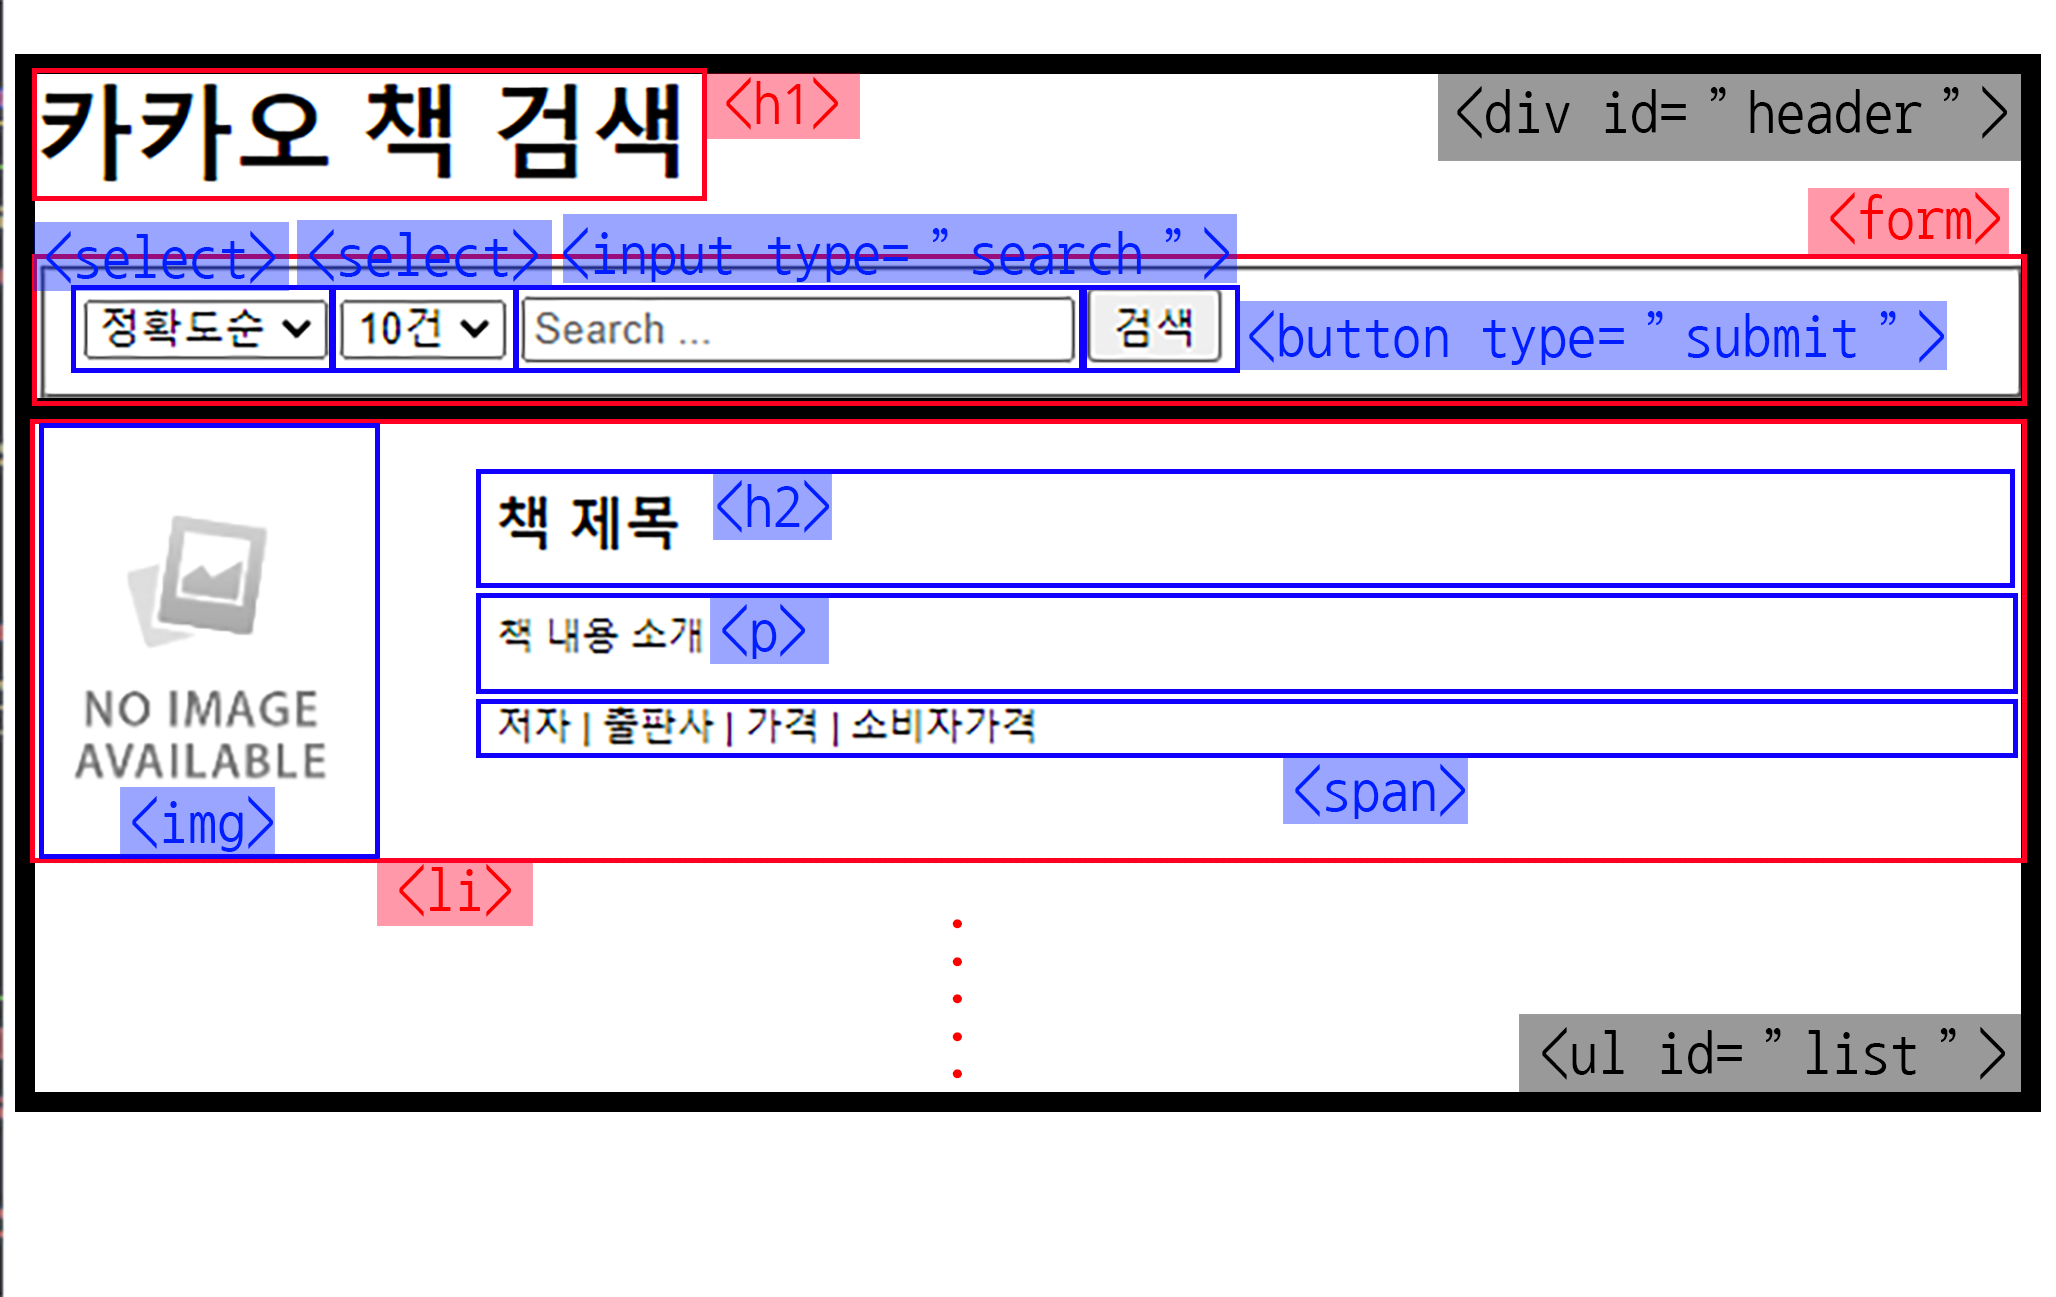 카카오 책 검색 <h1> <div id=”header”>
<form>
<select> <select> <input type=”search”>
정확도순 10건 Search ... 검색 <button type=”submit”>
책 제목 <h2>
책 내용 소개 <p>
저자 | 출판사 | 가격 | 소비자가격
<span>
NO IMAGE
AVAILABLE
<img>
<li>
<ul id=”list”>